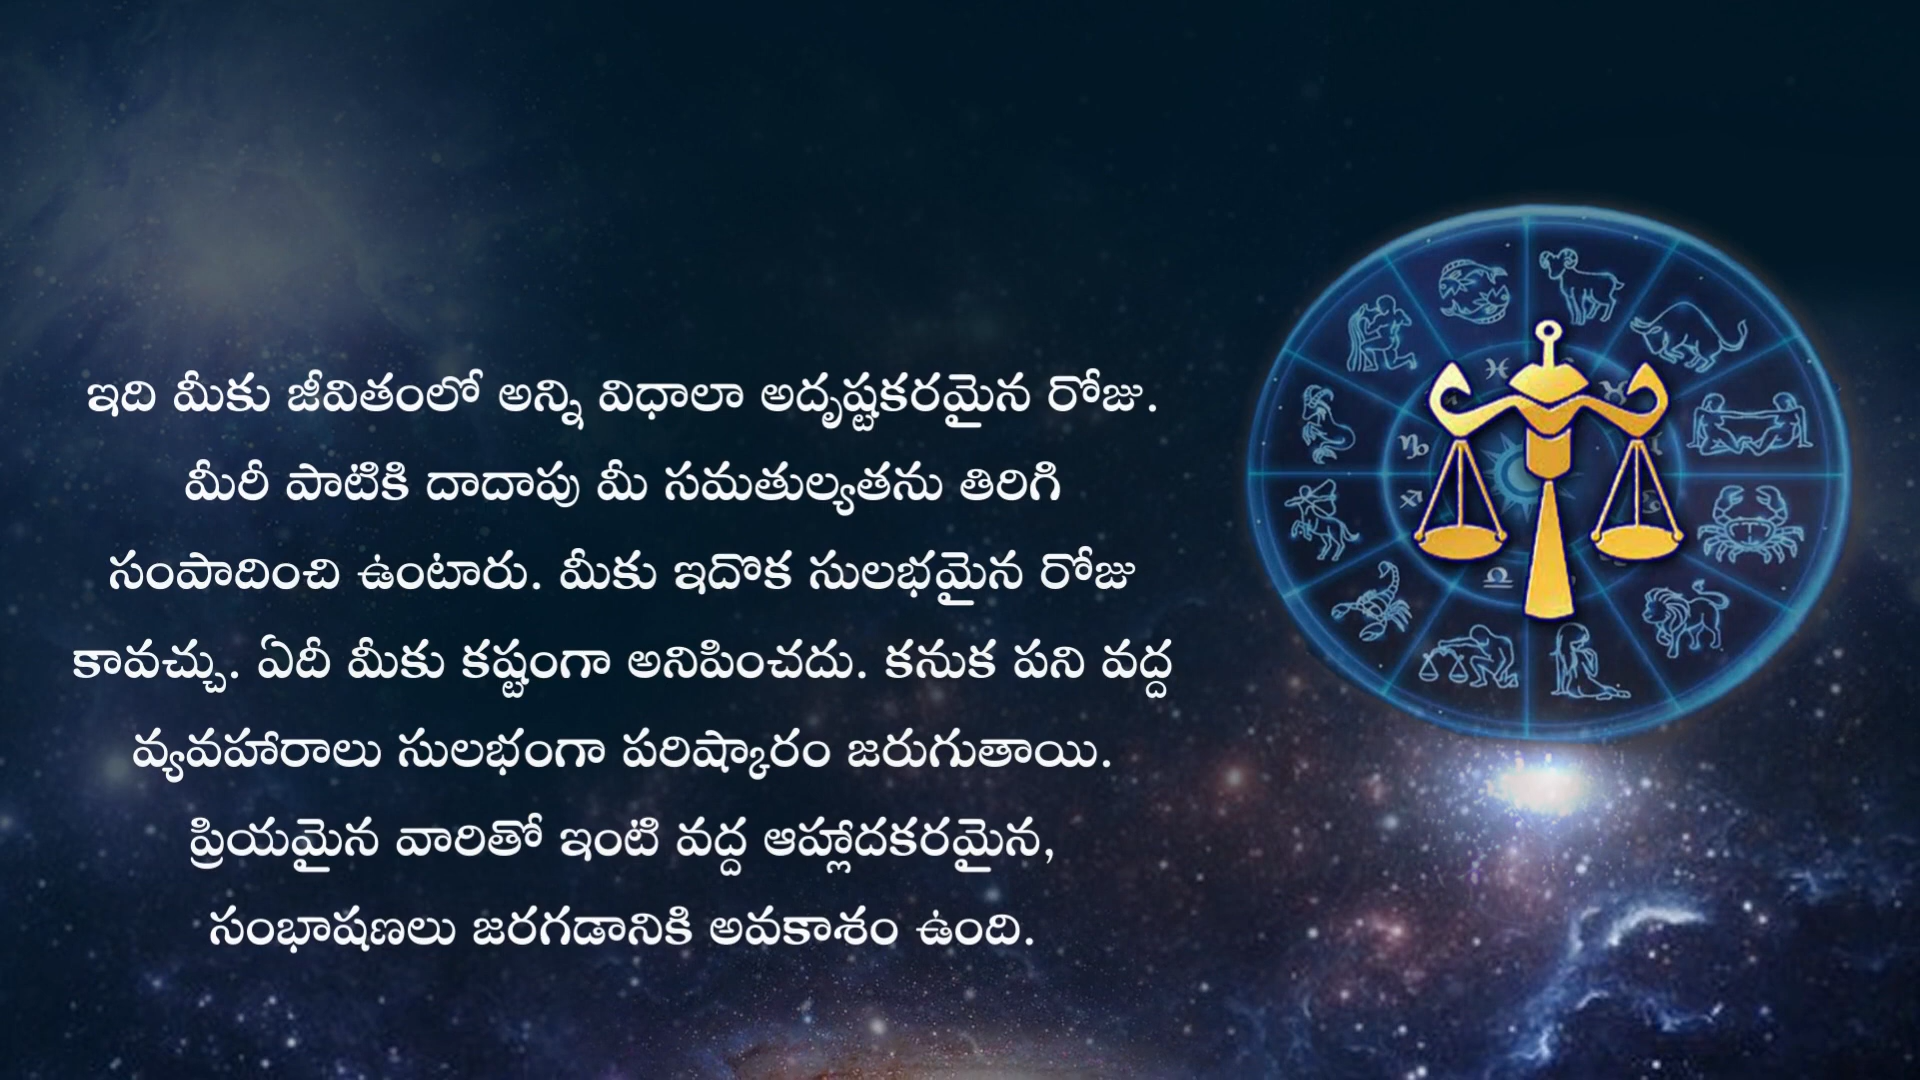 ఇది మీకు జీవితంలో అన్ని విధాలా అదృష్టకరమైన రోజు.
మీరీ పాటికి దాదాపు మీ సమతుల్యతను తిరిగి
సంపాదించి ఉంటారు. మీకు ఇదొక సులభమైన రోజు
కావచ్చు. ఏదీ మీకు కష్టంగా అనిపించదు. కనుక పని వద్ద
వ్యవహారాలు సులభంగా పరిష్కారం జరుగుతాయి.
ప్రియమైన వారితో ఇంటి వద్ద ఆహ్లాదకరమైన,
సంభాషణలు జరగడానికి అవకాశం ఉంది.